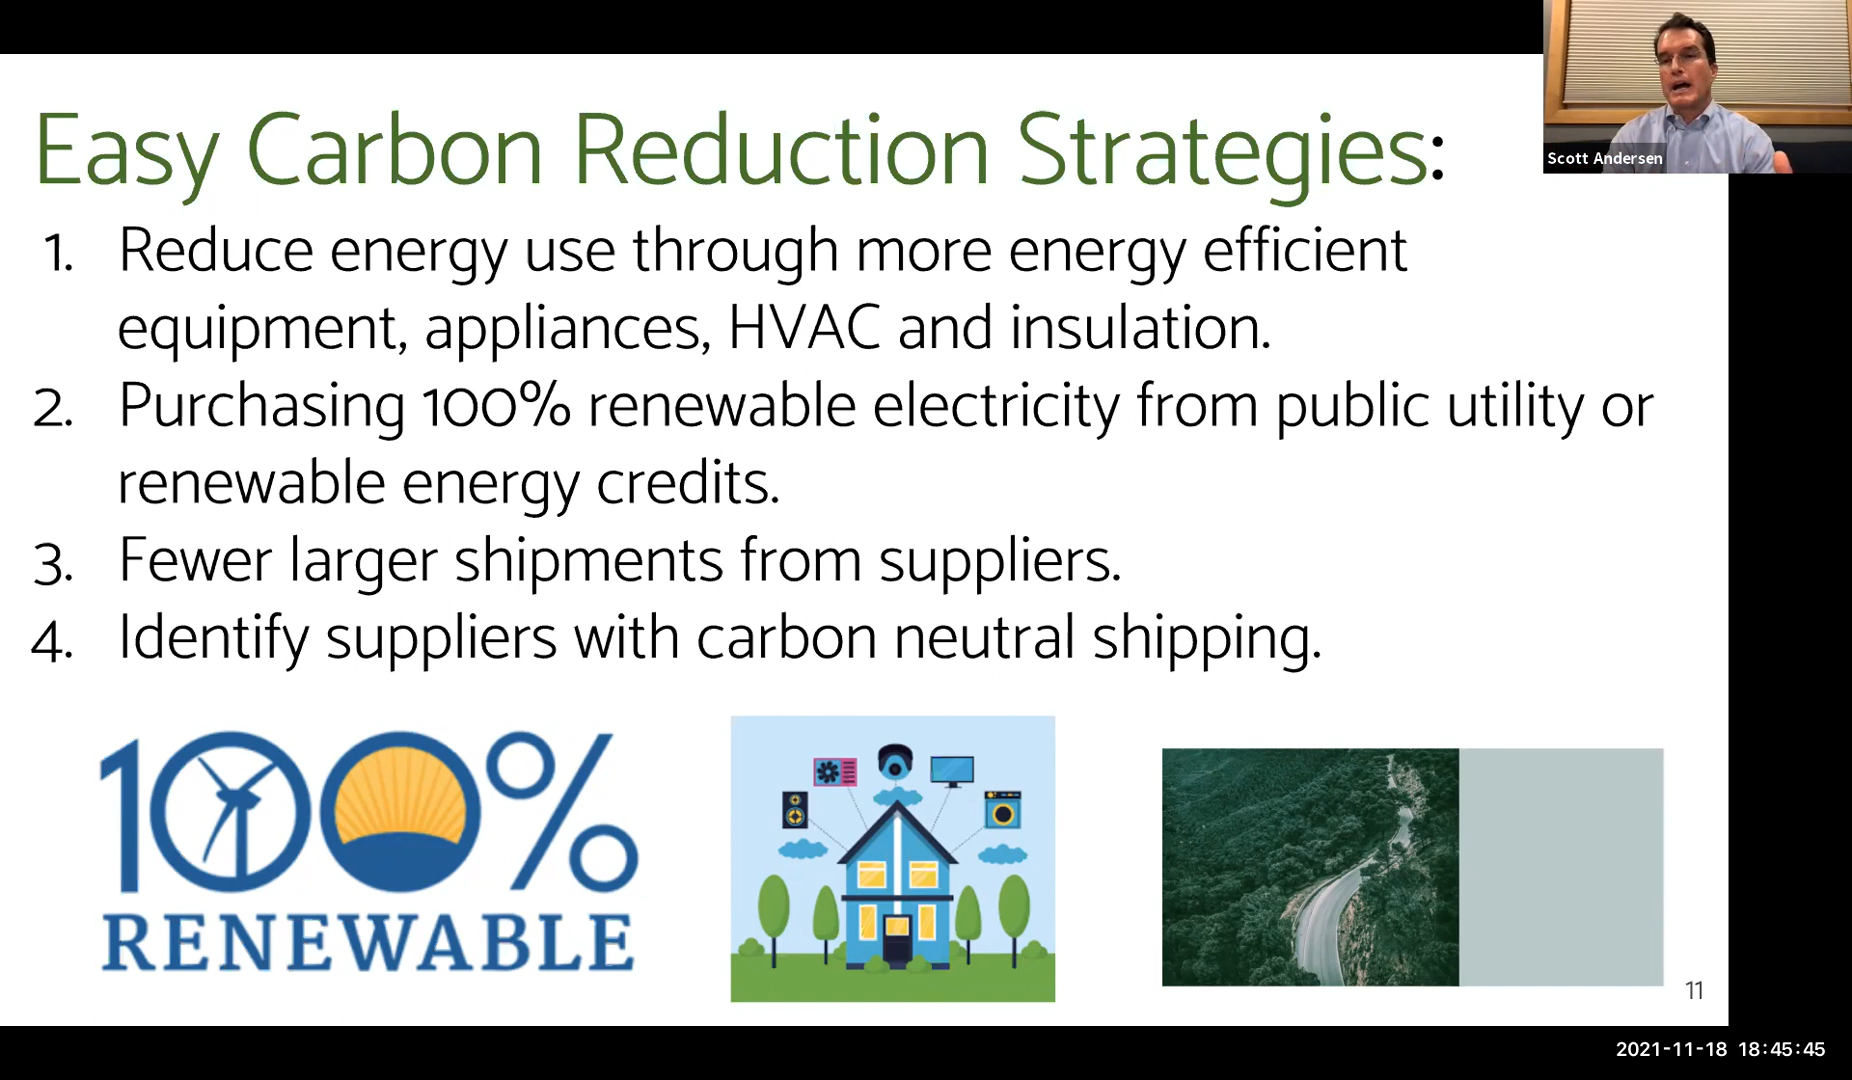 Easy Carbon Reduction Strategies:
1. Reduce energy use through more energy efficient
equipment, appliances, HVAC and insulation.
2. Purchasing 100% renewable electricity from public utility or
renewable energy credits.
3. Fewer larger shipments from suppliers.
4. Identify suppliers with carbon neutral shipping.
100%
RENEWABLE
11
Scott Andersen
2021-11-18 18:45:45